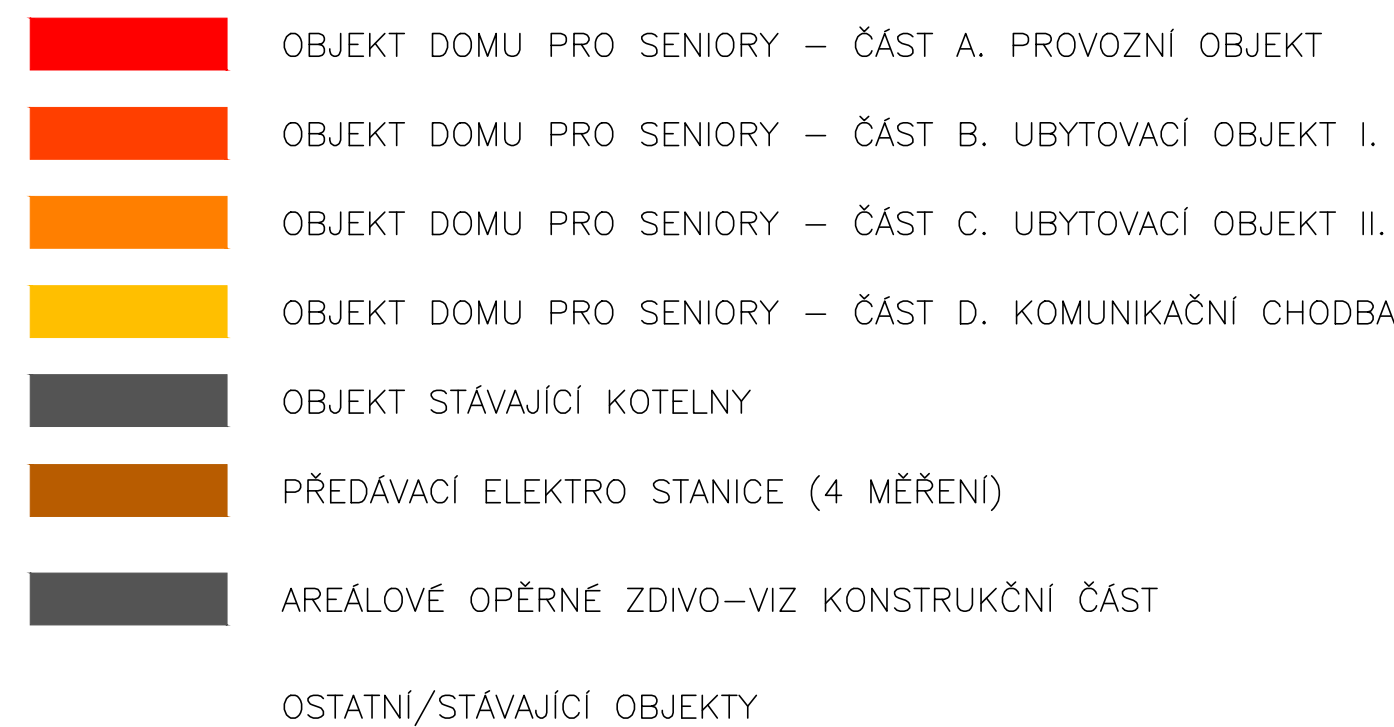 OBJEKT DOMU PRO SENIORY – ČÁST A. PROVOZNÍ OBJEKT
OBJEKT DOMU PRO SENIORY – ČÁST B. UBYTOVACÍ OBJEKT I.
OBJEKT DOMU PRO SENIORY – ČÁST C. UBYTOVACÍ OBJEKT II.
OBJEKT DOMU PRO SENIORY – ČÁST D. KOMUNIKAČNÍ CHODBA
OBJEKT STÁVAJÍCÍ KOTELNY
PŘEDÁVACÍ ELEKTRO STANICE (4 MĚŘENÍ)
AREÁLOVÉ OPĚRNÉ ZDIVO–VIZ KONSTRUKČNÍ ČÁST
OSTATNÍ/STÁVAJÍCÍ OBJEKTY